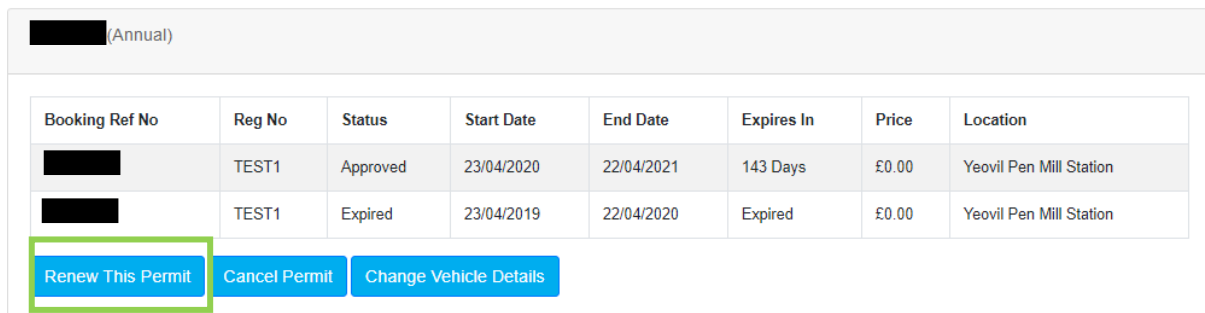 (Annual)
Booking Ref No Reg No Status Start Date End Date Expires In Price Location
TEST1 Approved 23/04/2020 22/04/2021 143 Days £0.00 Yeovil Pen Mill Station
TEST1 Expired 23/04/2019 22/04/2020 Expired £0.00 Yeovil Pen Mill Station
Renew This Permit Cancel Permit Change Vehicle Details